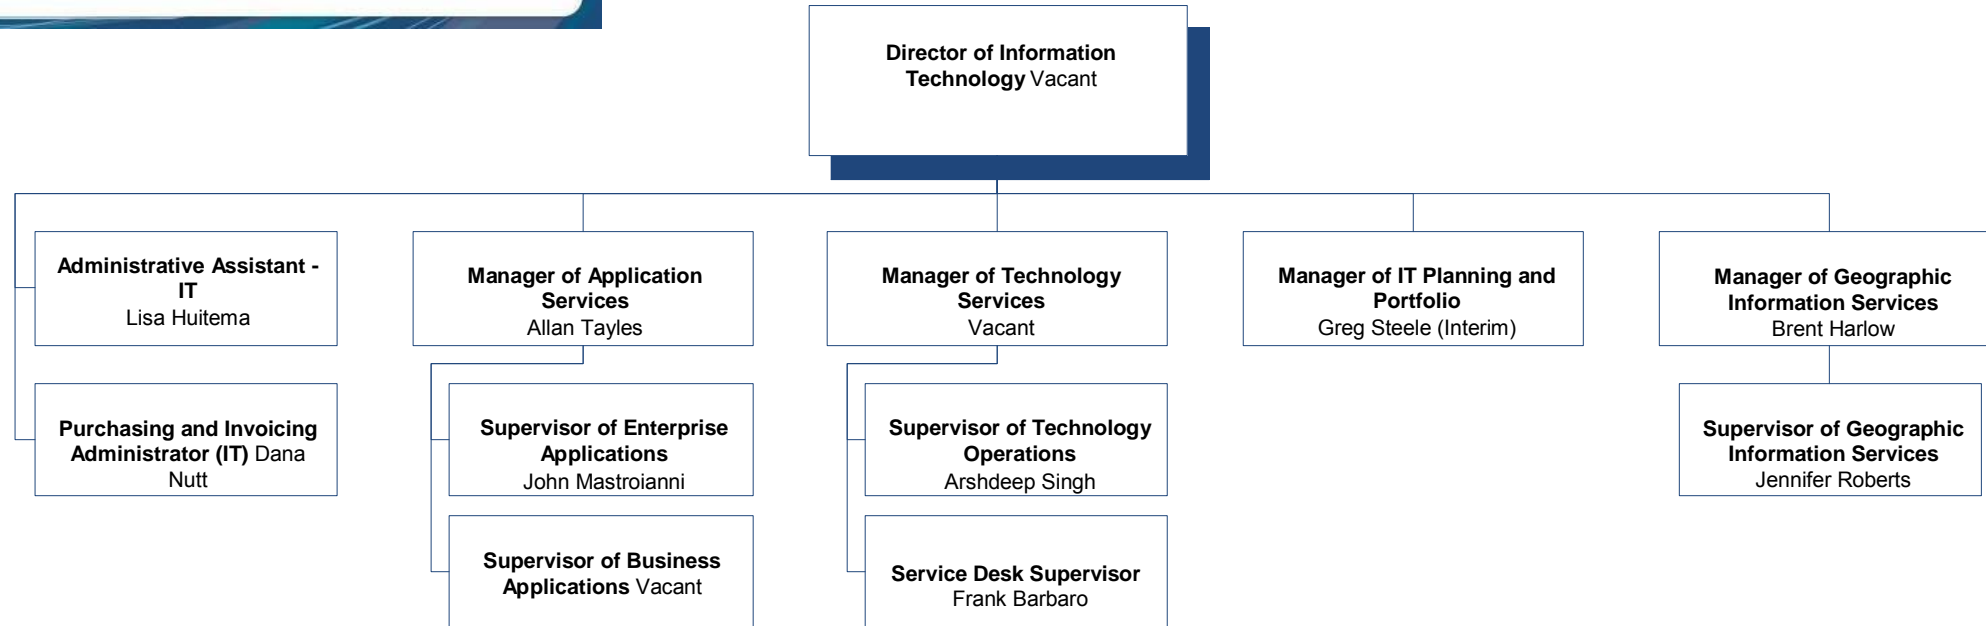 Director of Information
Technology Vacant
Administrative Assistant -
IT
Lisa Huitema
Manager of Application
Services
Allan Tayles
Manager of Technology
Services
Vacant
Manager of IT Planning and
Portfolio
Greg Steele (Interim)
Manager of Geographic
Information Services
Brent Harlow
Purchasing and Invoicing
Administrator (IT) Dana
Nutt
Supervisor of Enterprise
Applications
John Mastroianni
Supervisor of Technology
Operations
Arshdeep Singh
Supervisor of Geographic
Information Services
Jennifer Roberts
Supervisor of Business
Applications Vacant
Service Desk Supervisor
Frank Barbaro